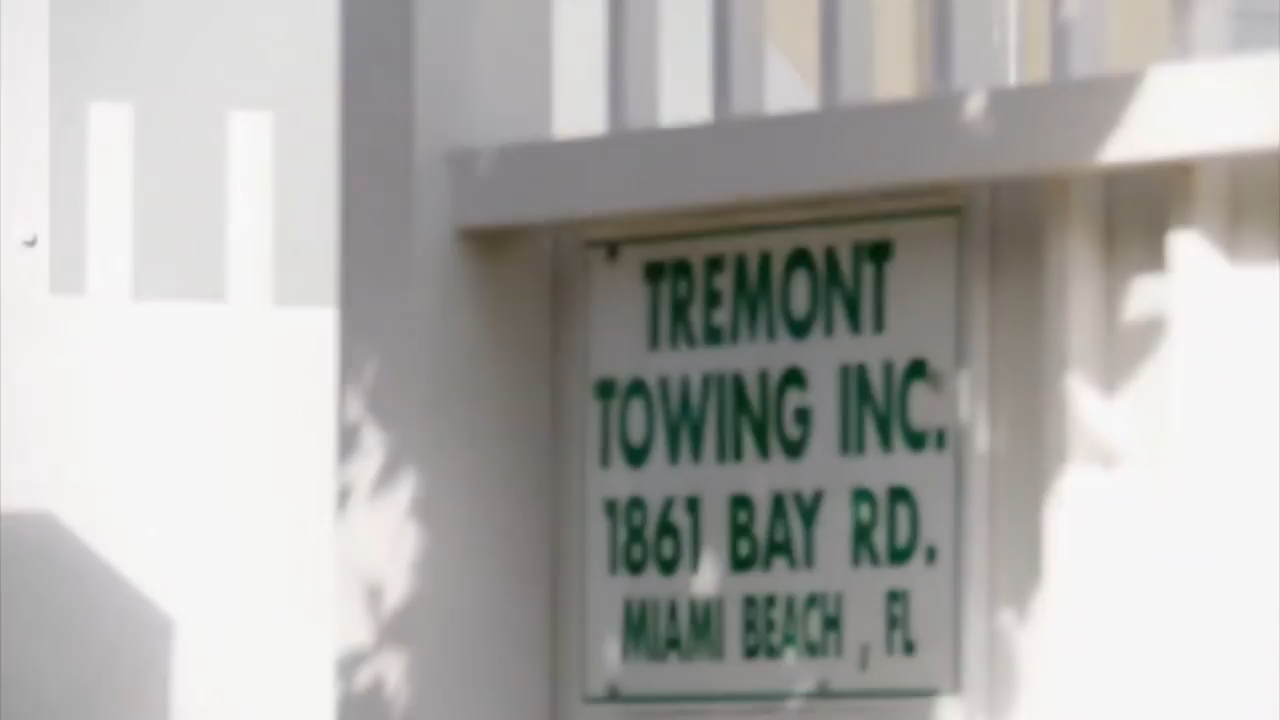 TREMONT
TOWING INC.
1861 BAY RD.
MIAMI BEACH , FL